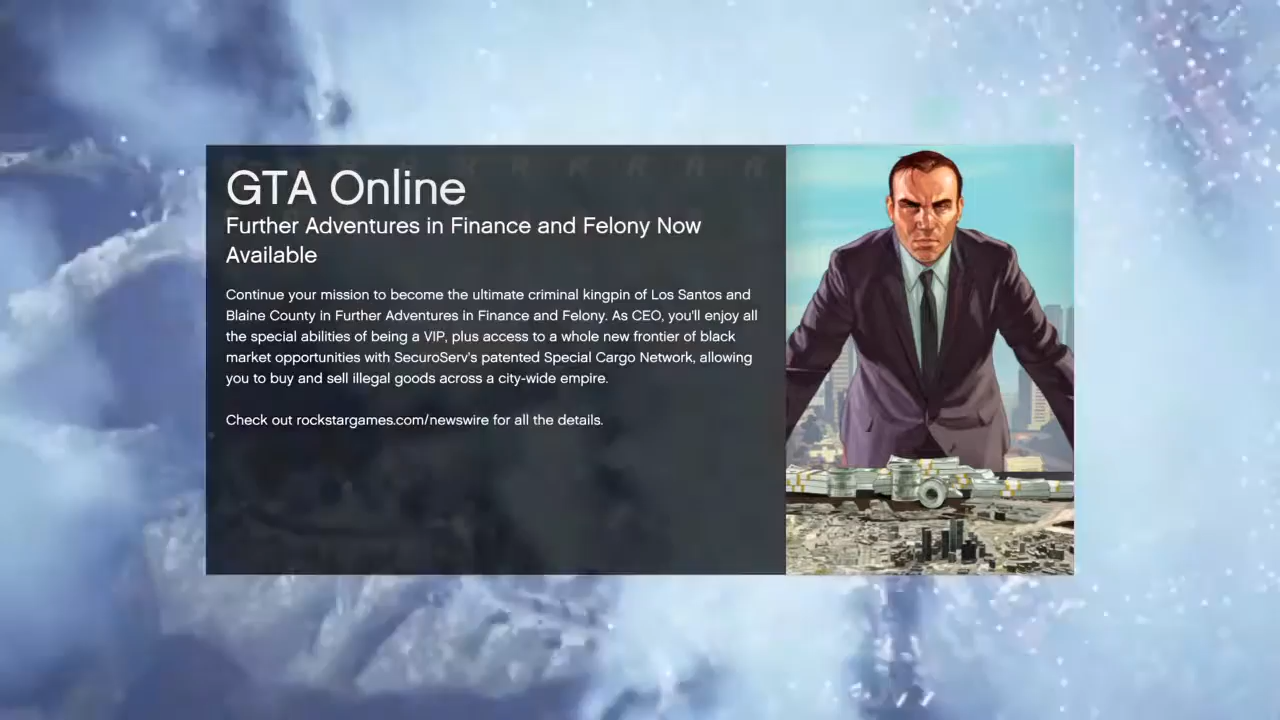 GTA Online
Further Adventures in Finance and Felony Now
Available
Continue your mission to become the ultimate criminal kingpin of Los Santos and
Blaine County in Further Adventures in Finance and Felony. As CEO, you'll enjoy all
the special abilities of being a VIP, plus access to a whole new frontier of black
market opportunities with SecuroServ's patented Special Cargo Network, allowing
you to buy and sell illegal goods across a city-wide empire.
Check out rockstargames.com/newswire for all the details.